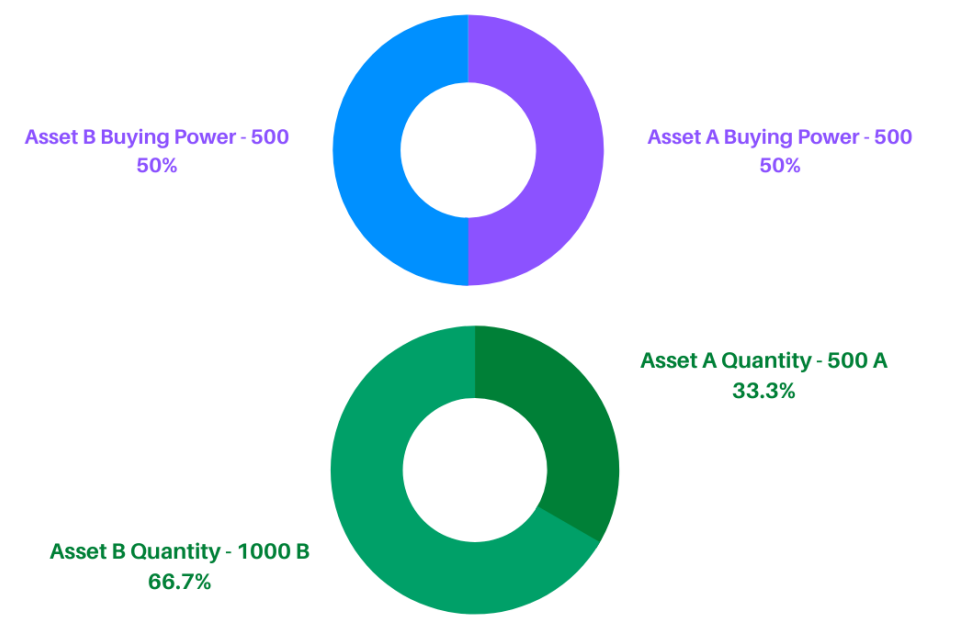 Asset B Buying Power - 500
50%
Asset A Buying Power - 500
50%
Asset A Quantity - 500 A
33.3%
Asset B Quantity - 1000 B
66.7%